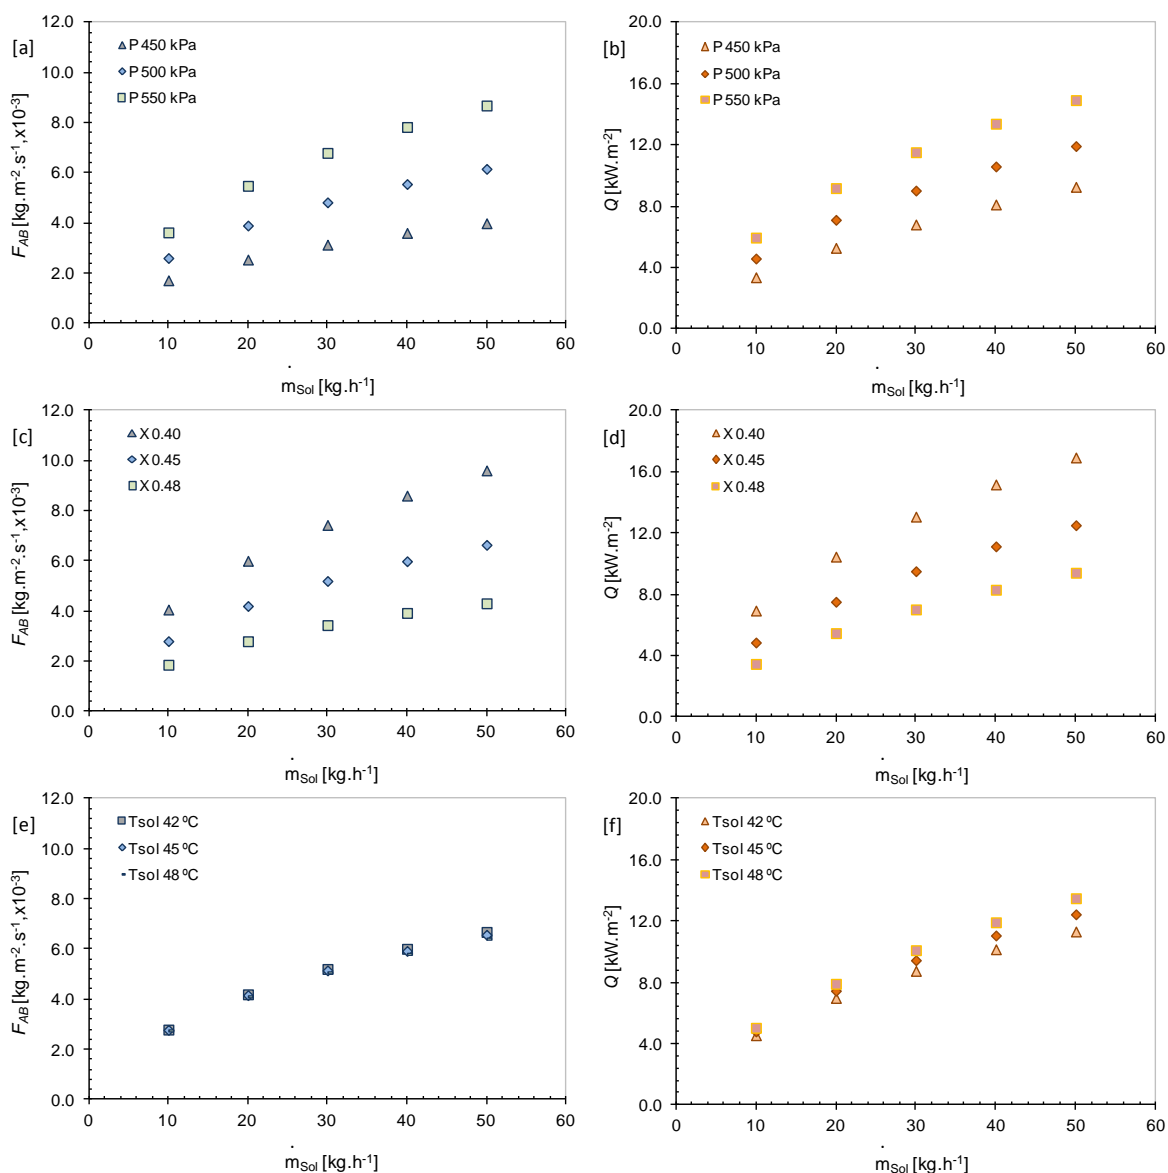 [a]
12.0
10.0
8.0
6.0
4.0
2.0
0.0
F_AB [kg.m-2.s-1,x10-3]
P 450 kPa
P 500 kPa
P 550 kPa
0 10 20 30 40 50 60
ṁSol [kg.h-1]
[b]
20.0
16.0
12.0
8.0
4.0
0.0
Q [kW.m-2]
P 450 kPa
P 500 kPa
P 550 kPa
0 10 20 30 40 50 60
ṁSol [kg.h-1]
[c]
12.0
10.0
8.0
6.0
4.0
2.0
0.0
F_AB [kg.m-2.s-1,x10-3]
X 0.40
X 0.45
X 0.48
0 10 20 30 40 50 60
ṁSol [kg.h-1]
[d]
20.0
16.0
12.0
8.0
4.0
0.0
Q [kW.m-2]
X 0.40
X 0.45
X 0.48
0 10 20 30 40 50 60
ṁSol [kg.h-1]
[e]
12.0
10.0
8.0
6.0
4.0
2.0
0.0
F_AB [kg.m-2.s-1,x10-3]
Tsol 42 ºC
Tsol 45 ºC
Tsol 48 ºC
0 10 20 30 40 50 60
ṁSol [kg.h-1]
[f]
20.0
16.0
12.0
8.0
4.0
0.0
Q [kW.m-2]
Tsol 42 ºC
Tsol 45 ºC
Tsol 48 ºC
0 10 20 30 40 50 60
ṁSol [kg.h-1]